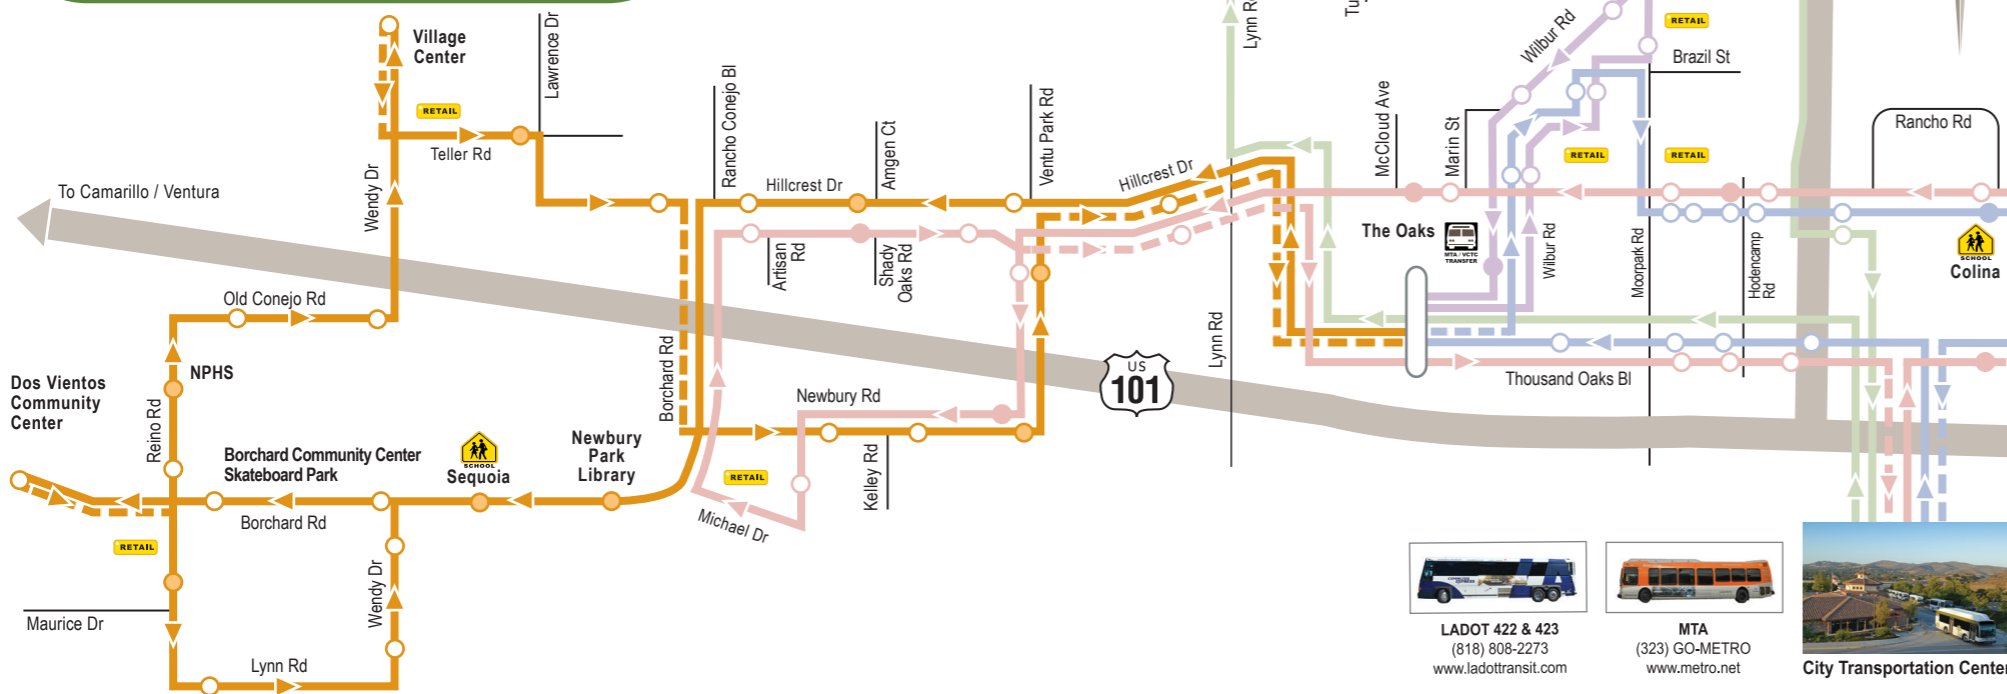 Village
Center
RETAIL
Lawrence Dr
Teller Rd
Wendy Dr
To Camarillo / Ventura
Old Conejo Rd
NPHS
Reino Rd
Dos Vientos
Community
Center
Borchard Community Center
Skateboard Park
Borchard Rd
RETAIL
Maurice Dr
Lynn Rd
Wendy Dr
SCHOOL
Sequoia
Newbury
Park
Library
Borchard Rd
Rancho Conejo Bl
Hillcrest Dr
Amgen Ct
Artisan
Rd
Shady
Oaks Rd
Ventu Park Rd
Hillcrest Dr
Newbury Rd
RETAIL
Kelley Rd
Michael Dr
US
101
Lynn Rd
Wilbur Rd
RETAIL
Brazil St
McCloud Ave
Marin St
RETAIL
RETAIL
Rancho Rd
The Oaks
MTA / VCTC
TRANSFER
Wilbur Rd
Moorpark Rd
Hodencamp
Rd
SCHOOL
Colina
Thousand Oaks Bl
LADOT 422 & 423
(818) 808-2273
www.ladottransit.com
MTA
(323) GO-METRO
www.metro.net
City Transportation Center